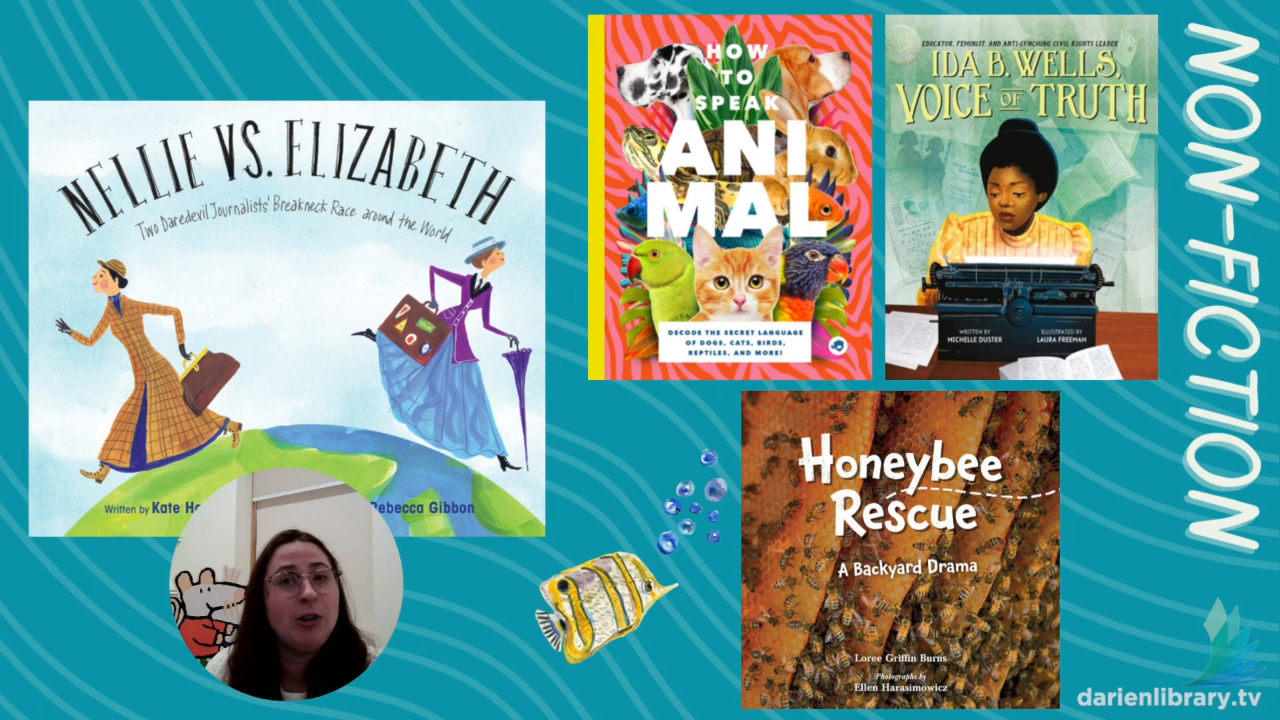 NELLIE VS. ELIZABETH
Two Daredevil Journalists' Breakneck Race around the World
Written by Kate
Rebecca Gibbon
HOW
TO
SPEAK
ANI
MAL
DECODE THE SECRET LANGUAGE
OF DOGS, CATS, BIRDS,
REPTILES, AND MORE!
EDUCATOR, FEMINIST, AND ANTI-LYNCHING CIVIL RIGHTS LEADER
IDA B. WELLS,
VOICE OF TRUTH
WRITTEN BY
MICHELLE DUSTER
ILLUSTRATED BY
LAURA FREEMAN
Honeybee
Rescue
A Backyard Drama
Loree Griffin Burns
Photographs by
Ellen Harasimowicz
NON-FICTION
darienlibrary.tv